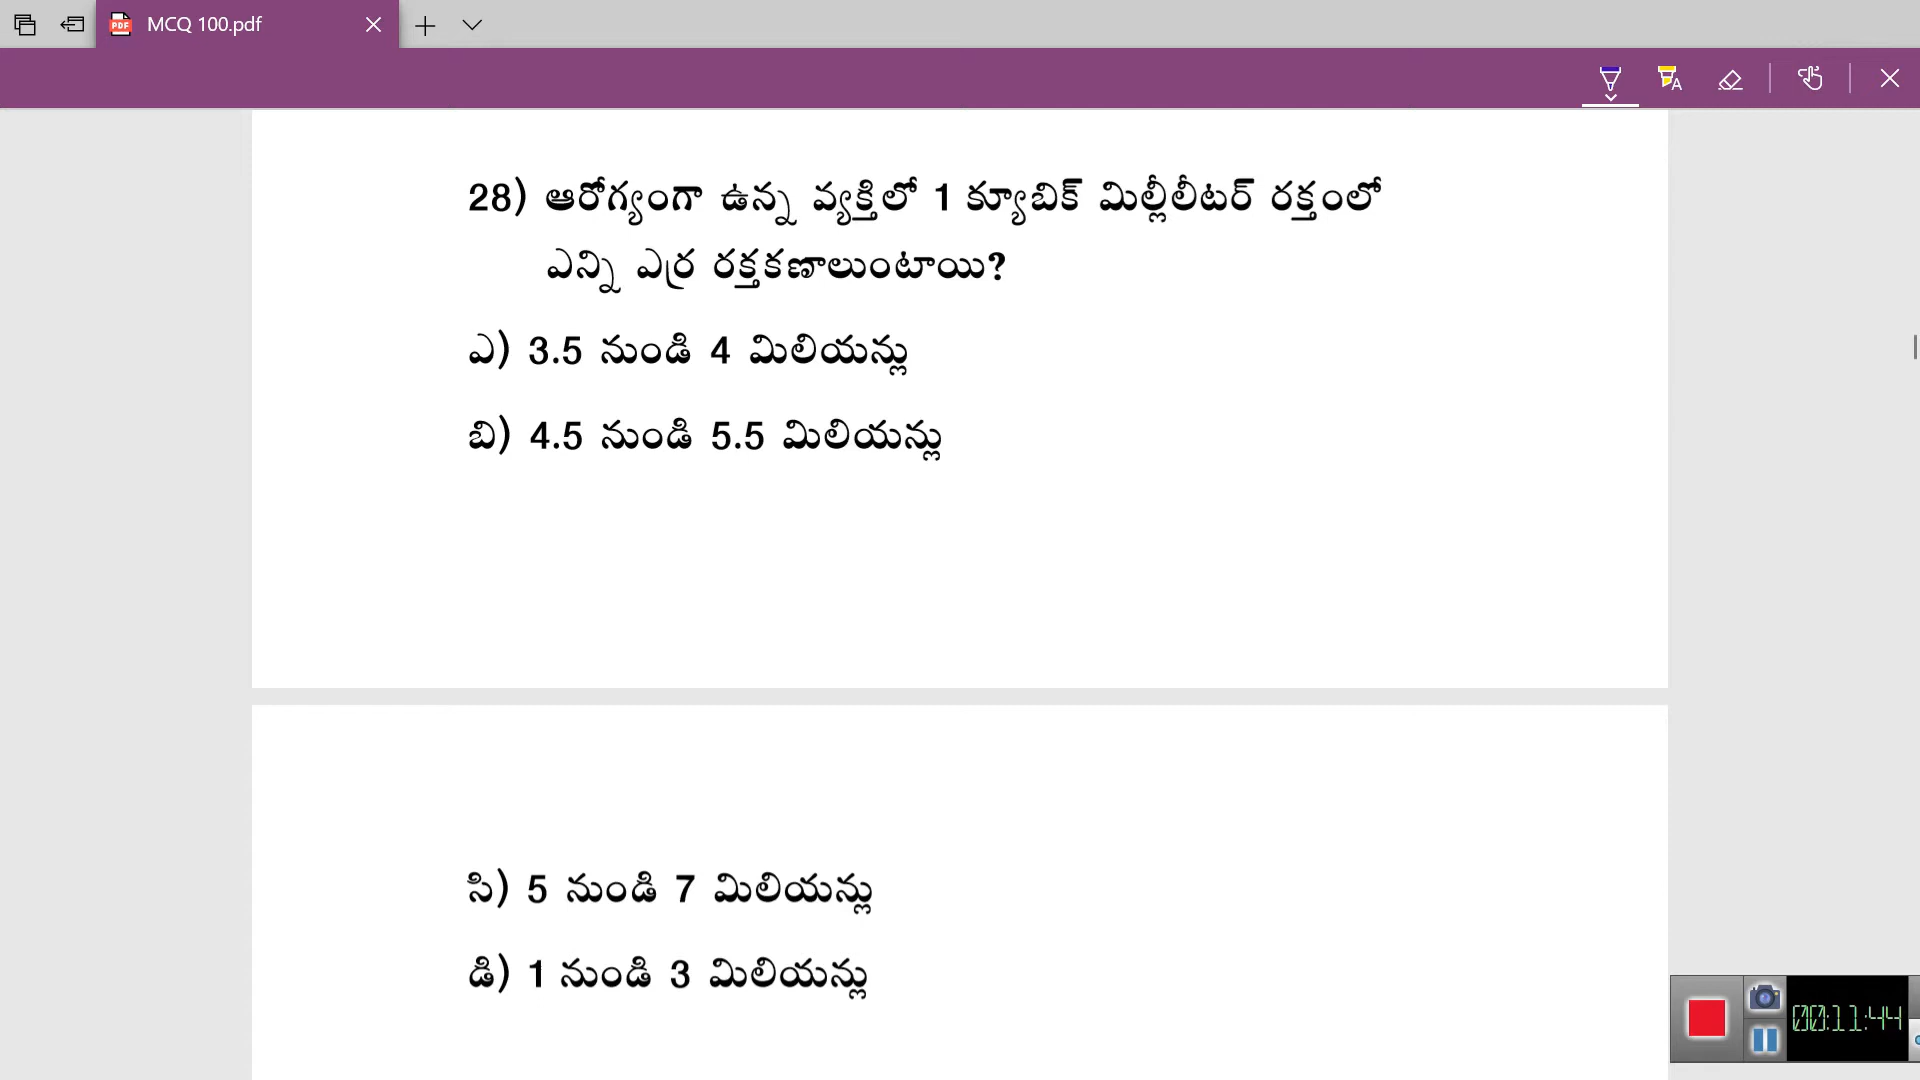 MCQ 100.pdf
28) ఆరోగ్యంగా ఉన్న వ్యక్తిలో 1 క్యూబిక్ మిల్లీలీటర్ రక్తంలో
ఎన్ని ఎర్ర రక్తకణాలుంటాయి?
ఎ) 3.5 నుండి 4 మిలియన్లు
బి) 4.5 నుండి 5.5 మిలియన్లు
సి) 5 నుండి 7 మిలియన్లు
డి) 1 నుండి 3 మిలియన్లు
00:11:44